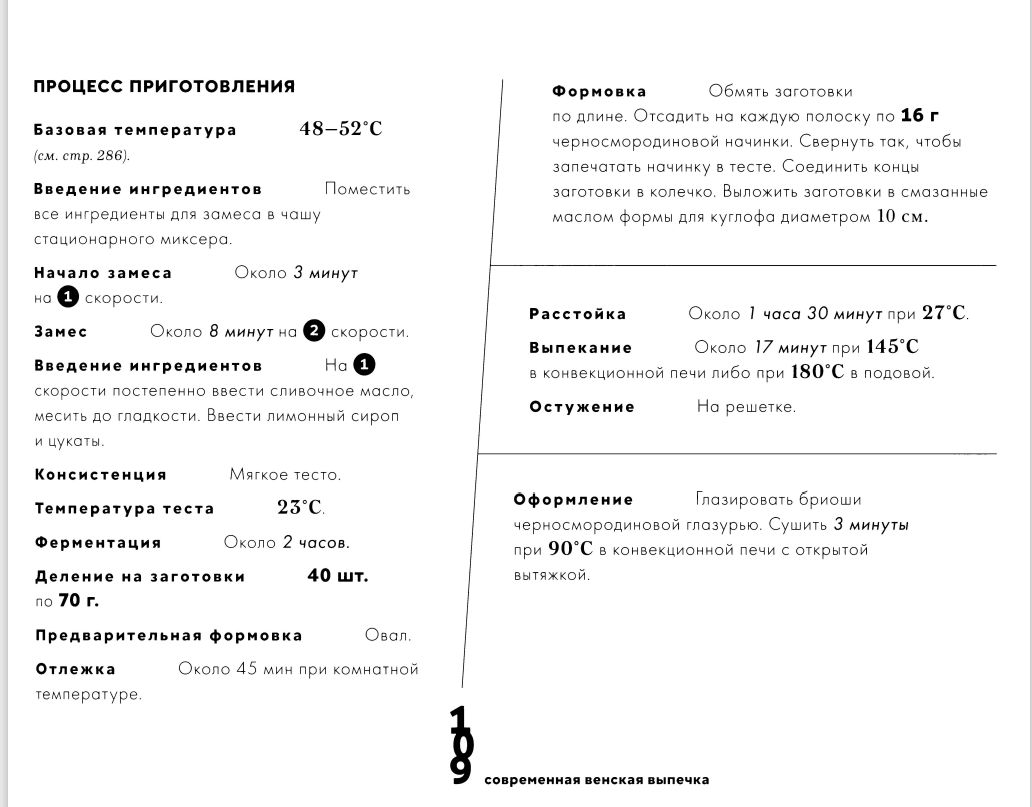 ПРОЦЕСС ПРИГОТОВЛЕНИЯ
Базовая температура 48–52°C
(см. стр. 286).
Введение ингредиентов Поместить
все ингредиенты для замеса в чашу
стационарного миксера.
Начало замеса Около 3 минут
на 1 скорости.
Замес Около 8 минут на 2 скорости.
Введение ингредиентов На 1
скорости постепенно ввести сливочное масло,
месить до гладкости. Ввести лимонный сироп
и цукаты.
Консистенция Мягкое тесто.
Температура теста 23°C.
Ферментация Около 2 часов.
Деление на заготовки 40 шт.
по 70 г.
Предварительная формовка Овал.
Отлежка Около 45 мин при комнатной
температуре.
Формовка Обмять заготовки
по длине. Отсадить на каждую полоску по 16 г
черносмородиновой начинки. Свернуть так, чтобы
запечатать начинку в тесте. Соединить концы
заготовки в колечко. Выложить заготовки в смазанные
маслом формы для куглофа диаметром 10 см.
Расстойка Около 1 часа 30 минут при 27°C.
Выпекание Около 17 минут при 145°C
в конвекционной печи либо при 180°C в подовой.
Остужение На решетке.
Оформление Глазировать бриоши
черносмородиновой глазурью. Сушить 3 минуты
при 90°C в конвекционной печи с открытой
вытяжкой.
1
0
9 современная венская выпечка